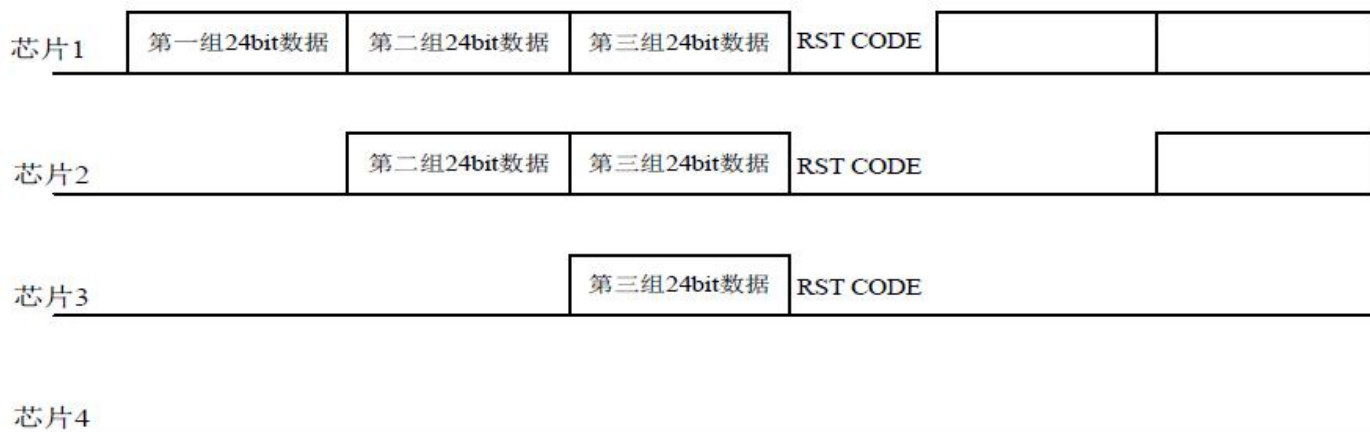 芯片1 第一组24bit数据 第二组24bit数据 第三组24bit数据 RST CODE
芯片2 第二组24bit数据 第三组24bit数据 RST CODE
芯片3 第三组24bit数据 RST CODE
芯片4